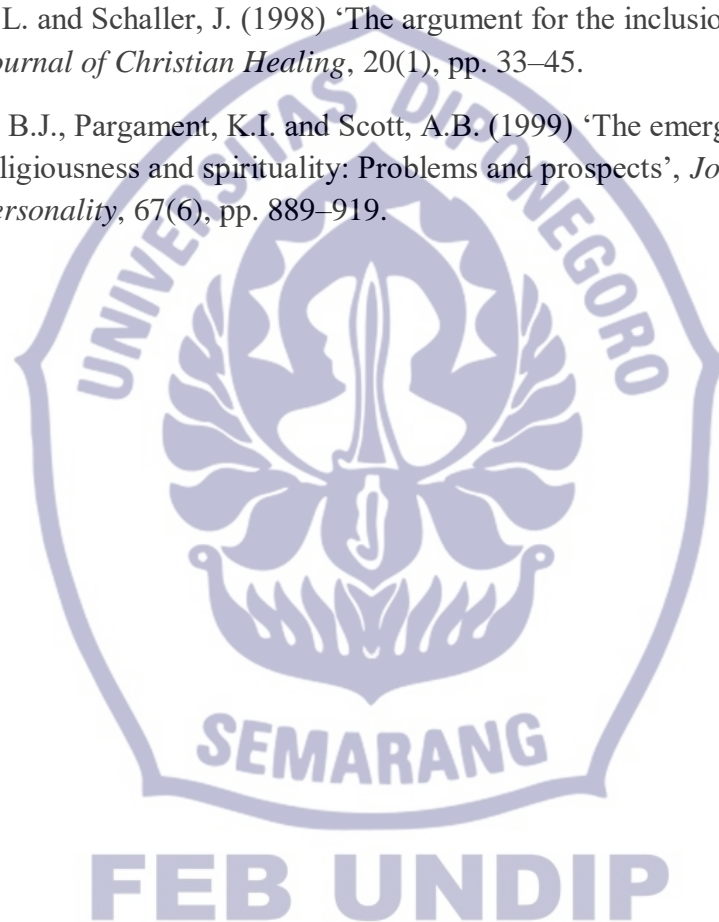 L. and Schaller, J. (1998) ‘The argument for the inclusio
ournal of Christian Healing, 20(1), pp. 33–45.
B.J., Pargament, K.I. and Scott, A.B. (1999) ‘The emerg
ligiousness and spirituality: Problems and prospects’, Jo
ersonality, 67(6), pp. 889–919.
UNIVERSITAS DIPONEGORO
SEMARANG
FEB UNDIP